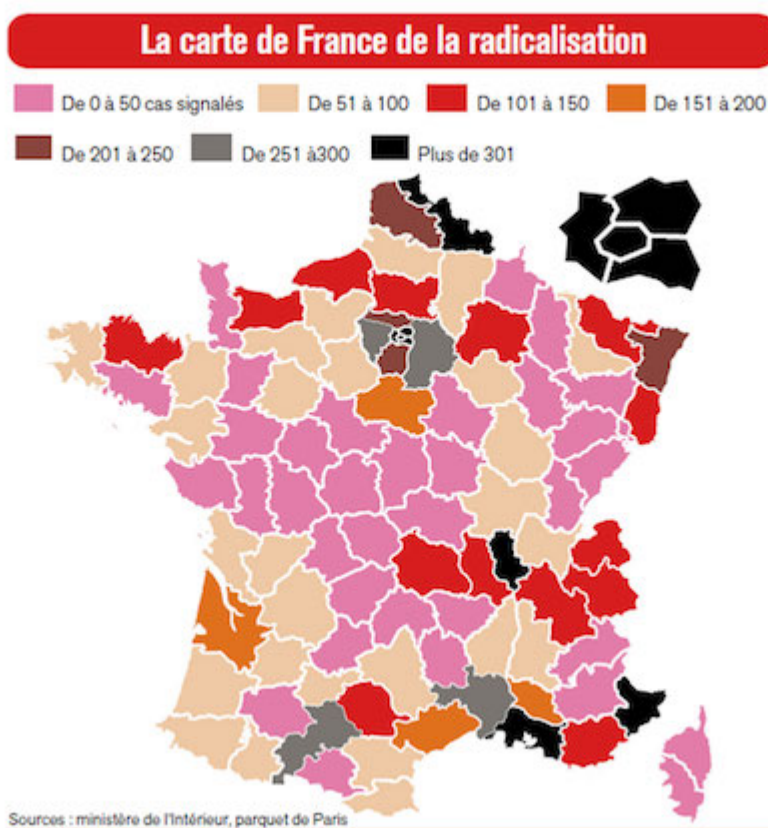 La carte de France de la radicalisation
De 0 à 50 cas signalés De 51 à 100 De 101 à 150 De 151 à 200
De 201 à 250 De 251 à300 Plus de 301
Sources : ministère de l'Intérieur, parquet de Paris